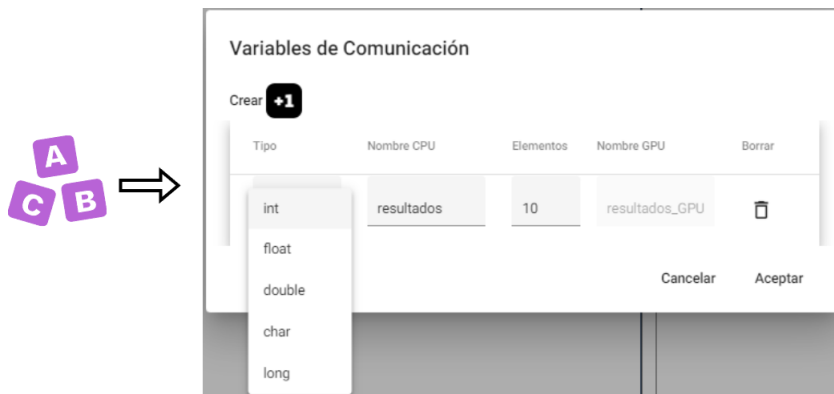 Variables de Comunicación
Crear +1
Tipo Nombre CPU Elementos Nombre GPU Borrar
int resultados 10 resultados_GPU
float
double
char
long
Cancelar Aceptar
A
C B